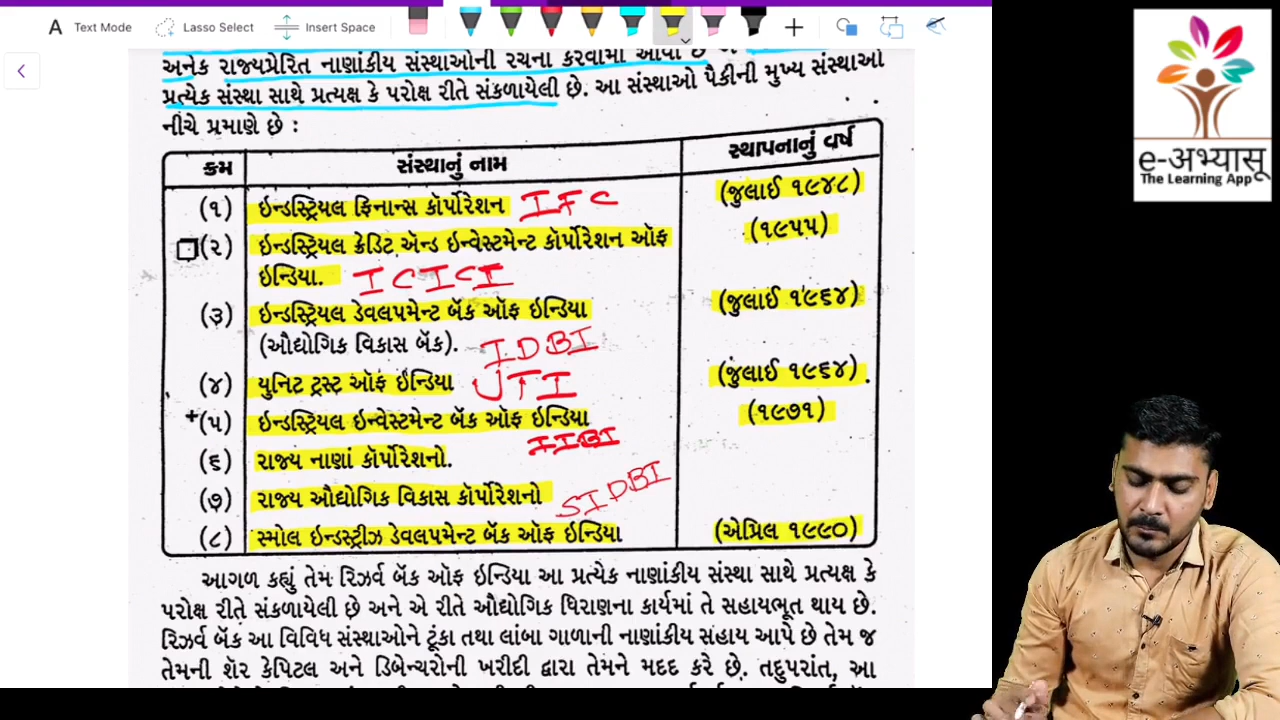 Text Mode
Lasso Select
Insert Space
અનેક રાજ્યપ્રેરિત નાણાંકીય સંસ્થાઓની રચના કરવામાં આવી છે
પ્રત્યેક સંસ્થા સાથે પ્રત્યક્ષ કે પરોક્ષ રીતે સંકળાયેલી છે. આ સંસ્થાઓ પૈકીની મુખ્ય સંસ્થાઓ
નીચે પ્રમાણે છે :
ક્રમ સંસ્થાનું નામ સ્થાપનાનું વર્ષ
(૧) ઇન્ડસ્ટ્રિયલ ફિનાન્સ કૉર્પોરેશન IFC (જુલાઈ ૧૯૪૮)
(૨) ઇન્ડસ્ટ્રિયલ ક્રેડિટ ઍન્ડ ઇન્વેસ્ટમેન્ટ કૉર્પોરેશન ઑફ (૧૯૫૫)
ઇન્ડિયા. ICICI
(૩) ઇન્ડસ્ટ્રિયલ ડેવલપમેન્ટ બૅંક ઑફ ઇન્ડિયા (જુલાઈ ૧૯૬૪)
(ઔદ્યોગિક વિકાસ બૅંક). IDBI
(૪) યુનિટ ટ્રસ્ટ ઑફ ઇન્ડિયા UTI (જુલાઈ ૧૯૬૪)
+(૫) ઇન્ડસ્ટ્રિયલ ઇન્વેસ્ટમેન્ટ બૅંક ઑફ ઇન્ડિયા (૧૯૭૧)
IIBI
(૬) રાજ્ય નાણાં કૉર્પોરેશનો.
(૭) રાજ્ય ઔદ્યોગિક વિકાસ કૉર્પોરેશનો SIDBI
(૮) સ્મોલ ઇન્ડસ્ટ્રીઝ ડેવલપમેન્ટ બૅંક ઑફ ઇન્ડિયા (એપ્રિલ ૧૯૯૦)
આગળ કહ્યું તેમ રિઝર્વ બૅંક ઑફ ઇન્ડિયા આ પ્રત્યેક નાણાંકીય સંસ્થા સાથે પ્રત્યક્ષ કે
પરોક્ષ રીતે સંકળાયેલી છે અને એ રીતે ઔદ્યોગિક ધિરાણના કાર્યમાં તે સહાયભૂત થાય છે.
રિઝર્વ બૅંક આ વિવિધ સંસ્થાઓને ટૂંકા તથા લાંબા ગાળાની નાણાંકીય સહાય આપે છે તેમ જ
તેમની શૅર કેપિટલ અને ડિબેન્ચરોની ખરીદી દ્વારા તેમને મદદ કરે છે. તદુપરાંત, આ
e-अभ्यासू
The Learning App